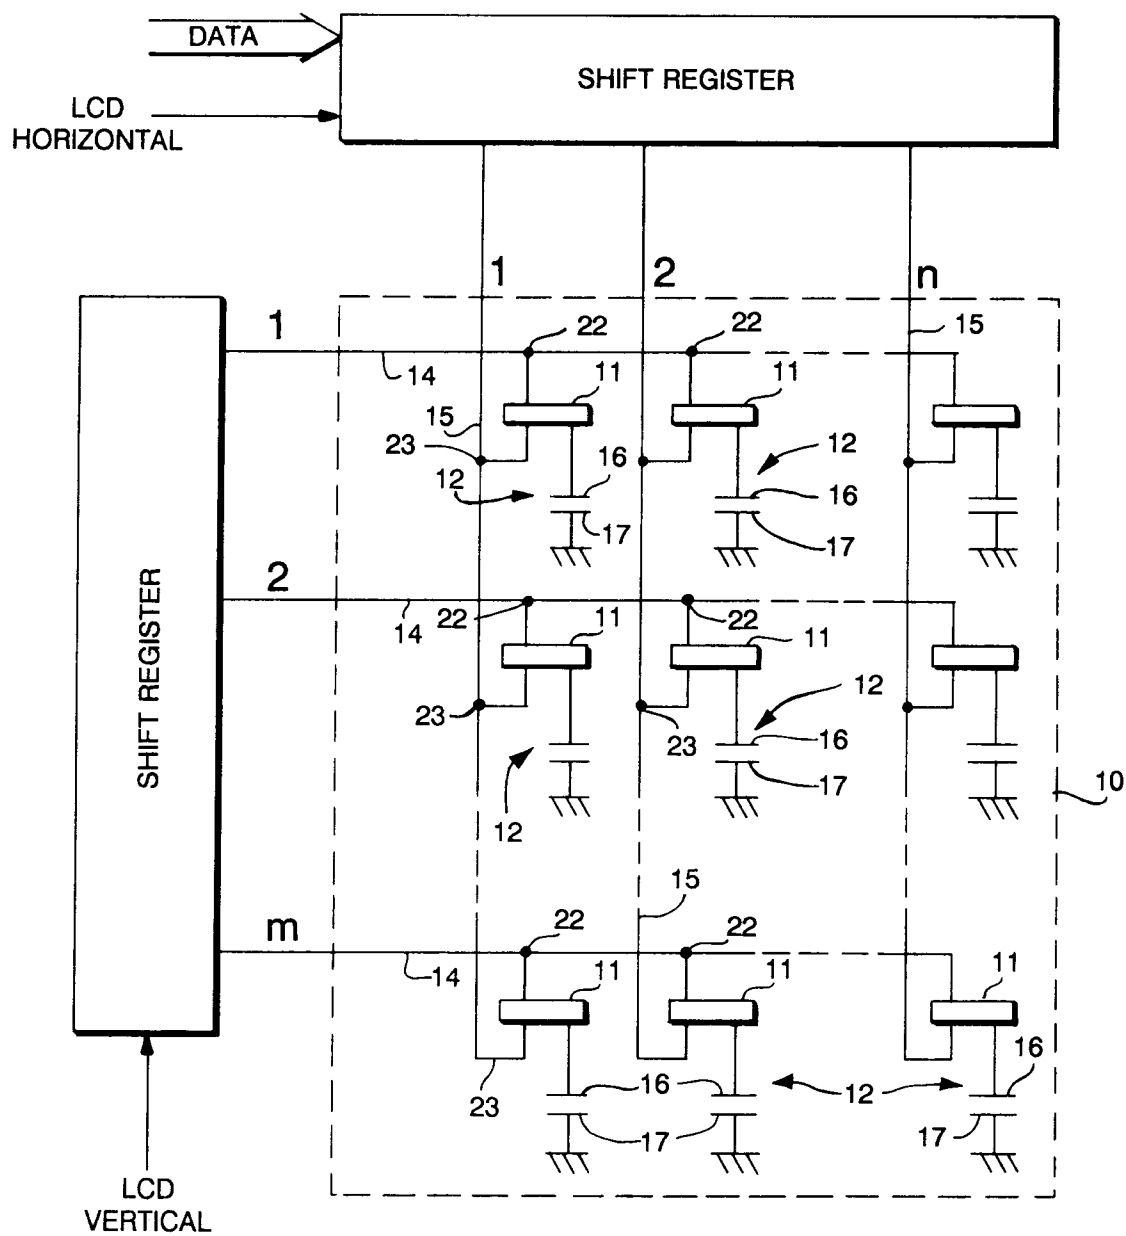 DATA
SHIFT REGISTER
LCD
HORIZONTAL
1 2 n
1 22 22 15
14 11 11
15
23 16 12
12 16
17 17
2
14 22 22
11 11
12
23 23 16
17
10
12
SHIFT REGISTER
15
m 22 22
14 11 11 11
16
16 12
23 17 17
LCD
VERTICAL